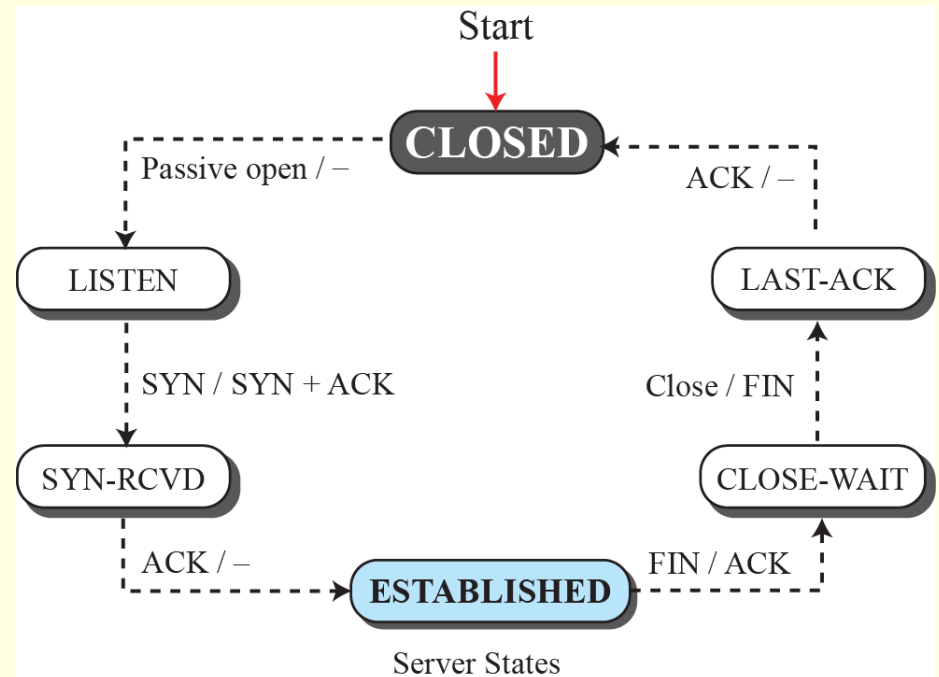 Start
CLOSED
Passive open / –
ACK / –
LISTEN
LAST-ACK
SYN / SYN + ACK
Close / FIN
SYN-RCVD
CLOSE-WAIT
ACK / –
FIN / ACK
ESTABLISHED
Server States